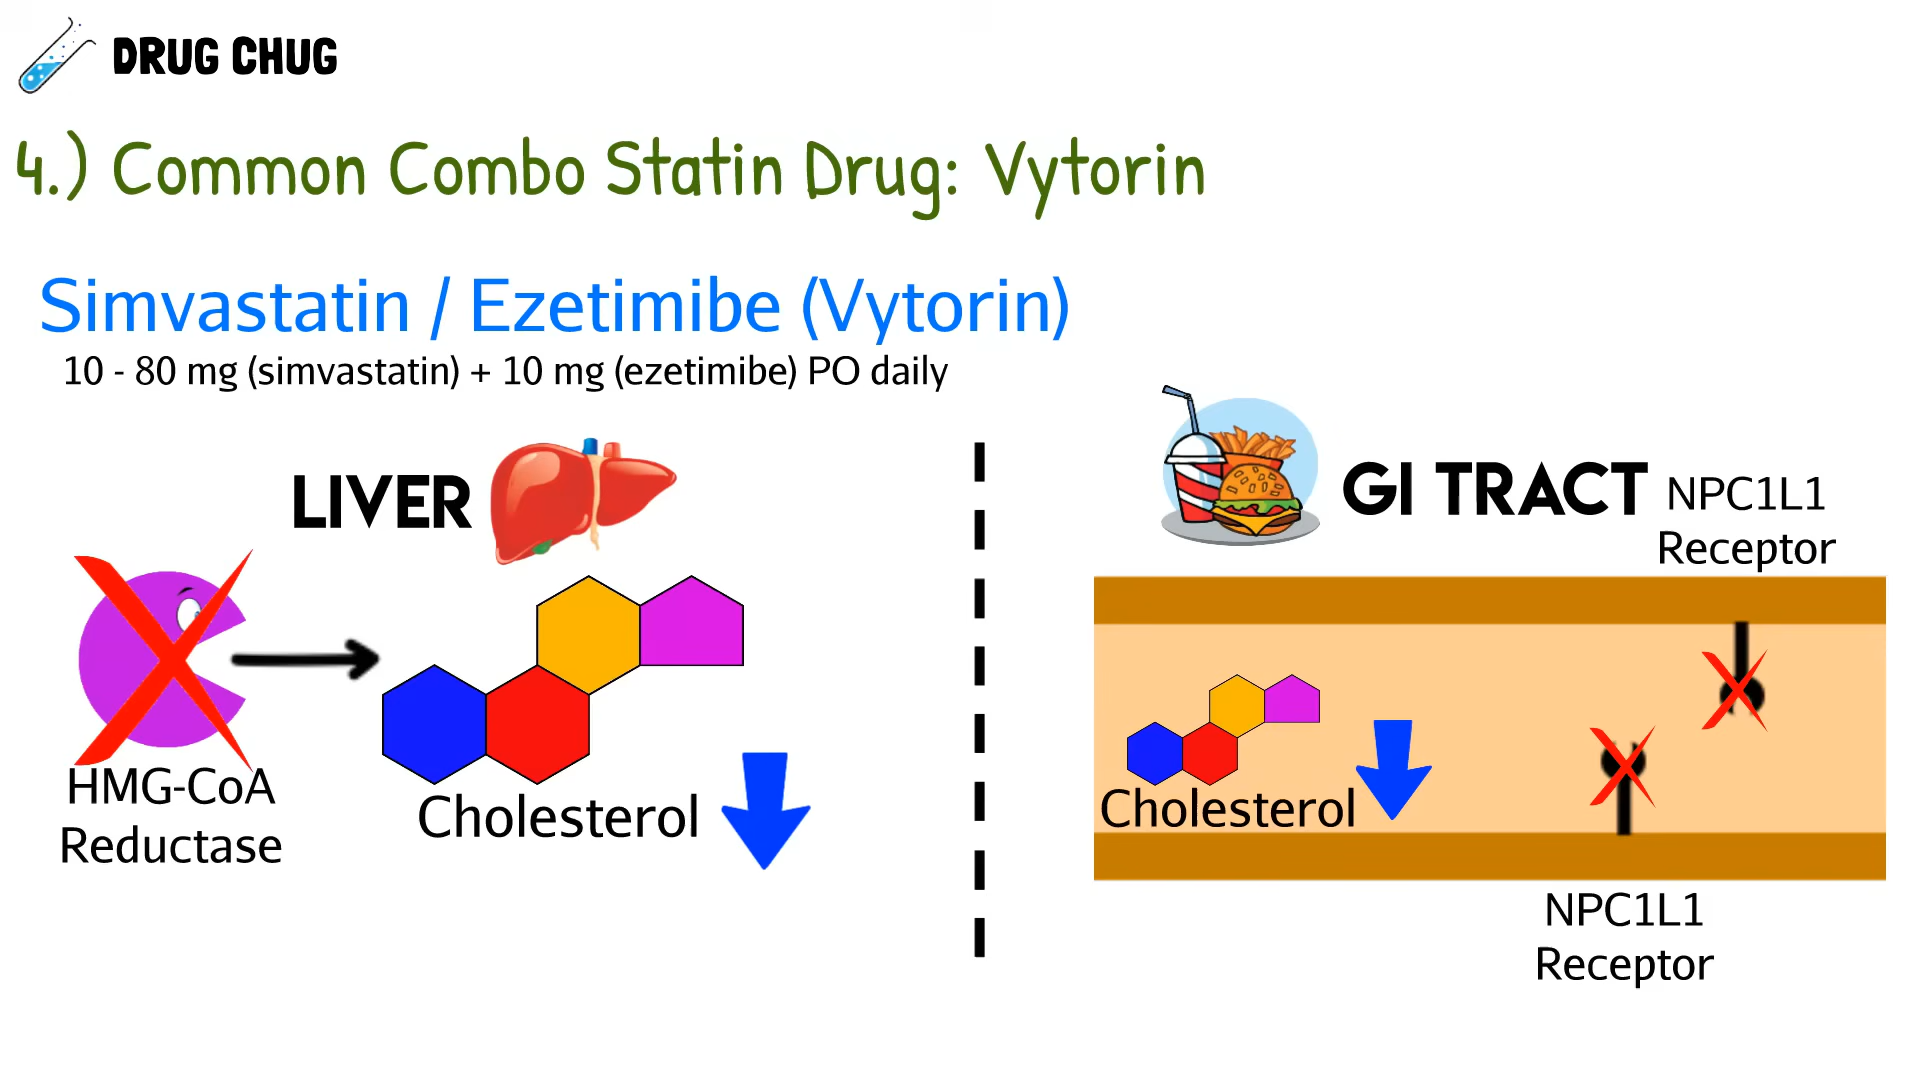 DRUG CHUG
4.) Common Combo Statin Drug: Vytorin
Simvastatin / Ezetimibe (Vytorin)
10 - 80 mg (simvastatin) + 10 mg (ezetimibe) PO daily
LIVER
HMG-CoA
Reductase
Cholesterol
GI TRACT
NPC1L1
Receptor
Cholesterol
NPC1L1
Receptor